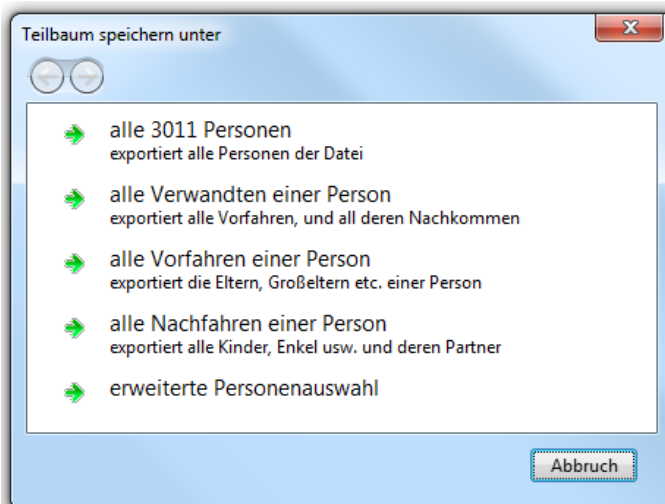 Teilbaum speichern unter
alle 3011 Personen
exportiert alle Personen der Datei
alle Verwandten einer Person
exportiert alle Vorfahren, und all deren Nachkommen
alle Vorfahren einer Person
exportiert die Eltern, Großeltern etc. einer Person
alle Nachfahren einer Person
exportiert alle Kinder, Enkel usw. und deren Partner
erweiterte Personenauswahl
Abbruch